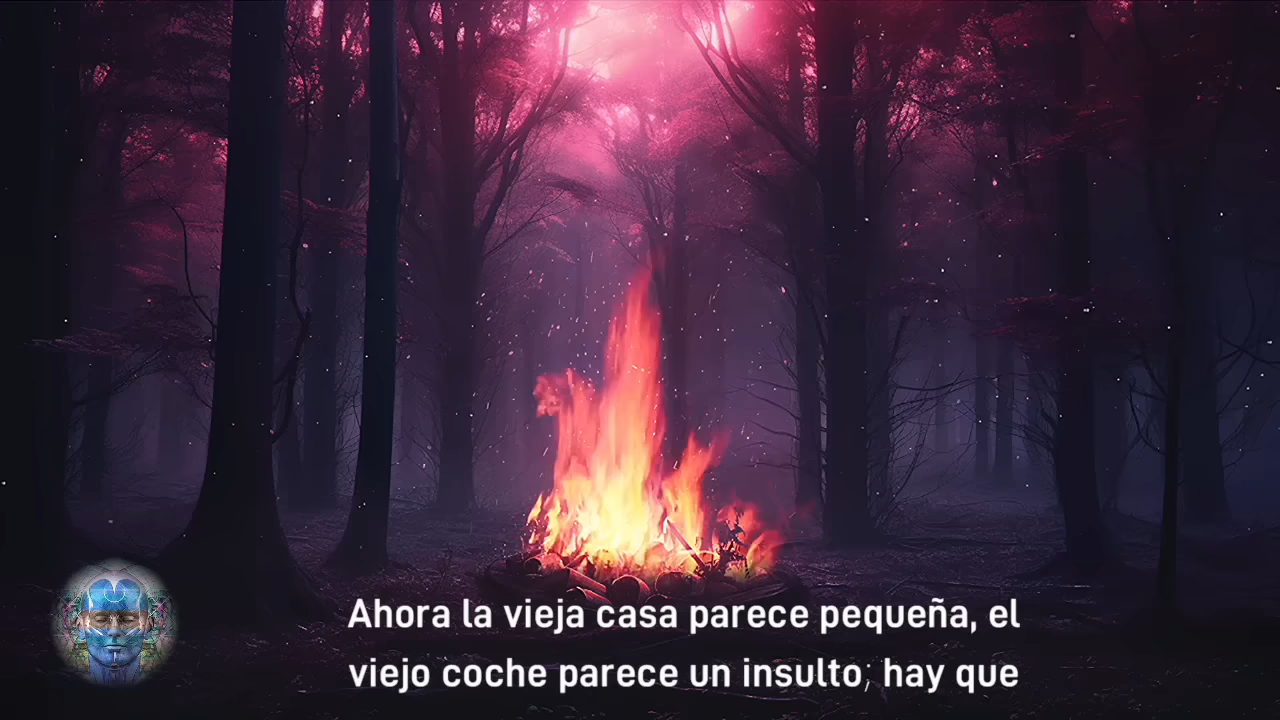 Ahora la vieja casa parece pequeña, el
viejo coche parece un insulto; hay que